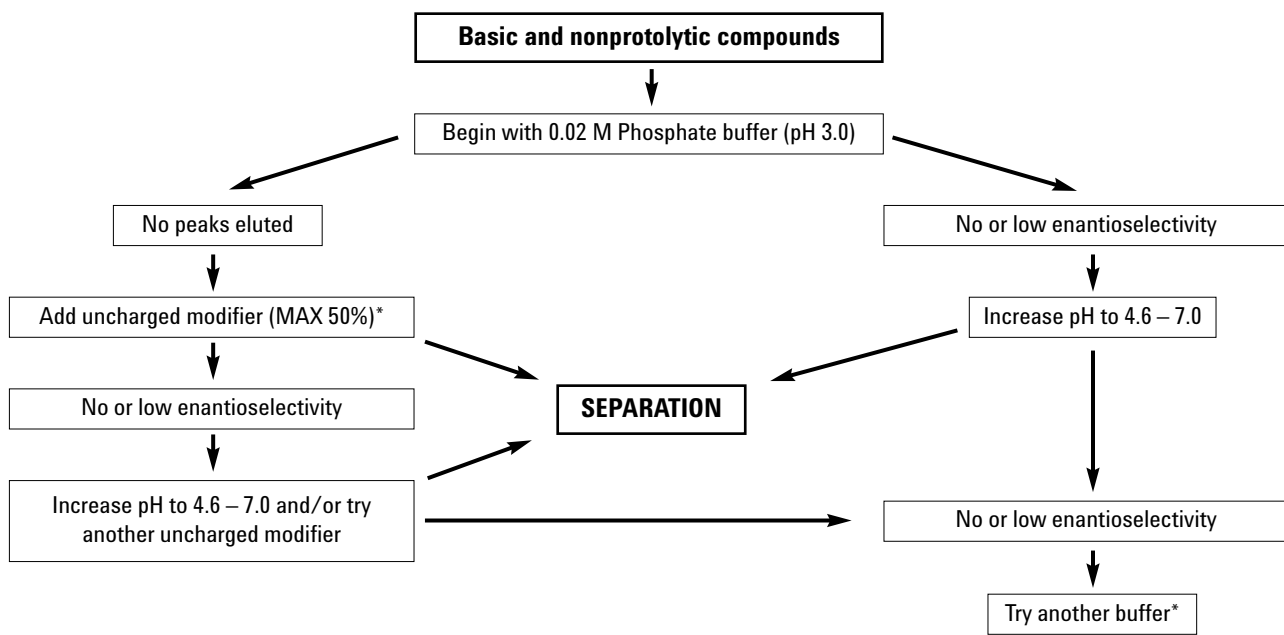 Basic and nonprotolytic compounds
Begin with 0.02 M Phosphate buffer (pH 3.0)
No peaks eluted
No or low enantioselectivity
Add uncharged modifier (MAX 50%)*
Increase pH to 4.6 – 7.0
No or low enantioselectivity
SEPARATION
Increase pH to 4.6 – 7.0 and/or try
another uncharged modifier
No or low enantioselectivity
Try another buffer*